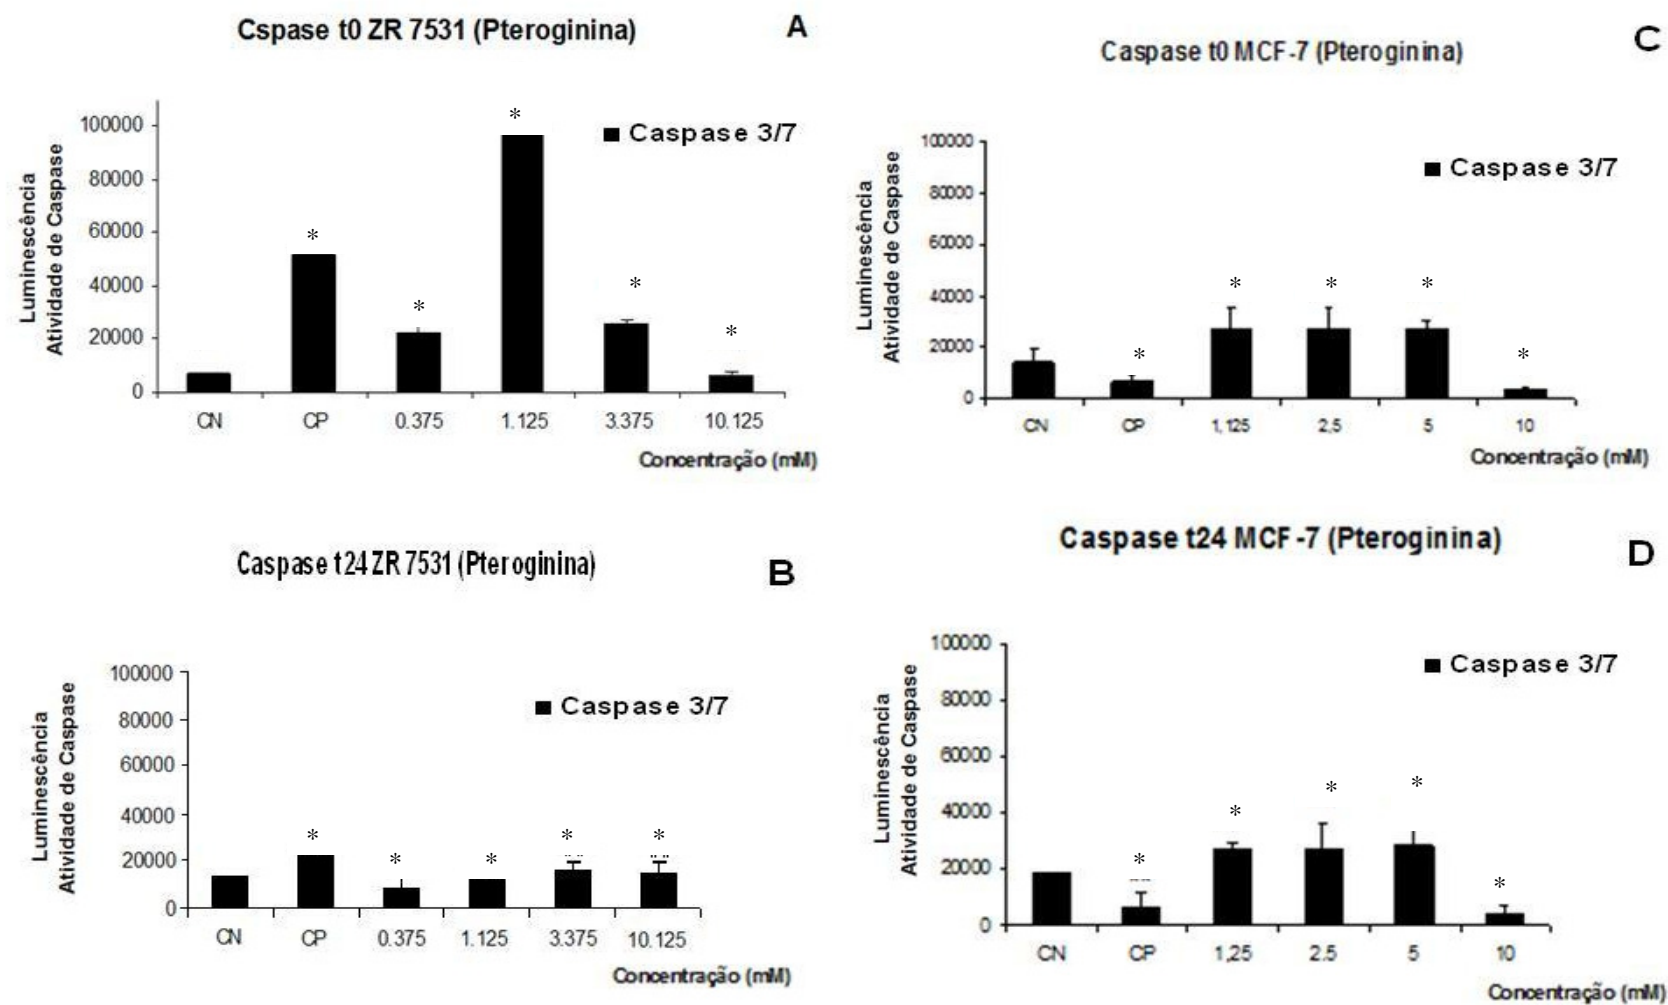 Cspase t0 ZR 7531 (Pteroginina)
A
Luminescência
Atividade de Caspase
100000
80000
60000
40000
20000
0
*
*
*
*
*
Caspase 3/7
CN CP 0.375 1.125 3.375 10.125
Concentração (mM)
Caspase t0 MCF-7 (Pteroginina)
C
Luminescência
Atividade de Caspase
100000
80000
60000
40000
20000
0
*
*
*
*
*
Caspase 3/7
CN CP 1,125 2,5 5 10
Concentração (mM)
Caspase t24 ZR 7531 (Pteroginina)
B
Luminescência
Atividade de Caspase
100000
80000
60000
40000
20000
0
*
*
*
*
*
Caspase 3/7
CN CP 0.375 1.125 3.375 10.125
Concentração (mM)
Caspase t24 MCF-7 (Pteroginina)
D
Luminescência
Atividade de Caspase
100000
80000
60000
40000
20000
0
*
*
*
*
*
Caspase 3/7
CN CP 1,25 2.5 5 10
Concentração (mM)